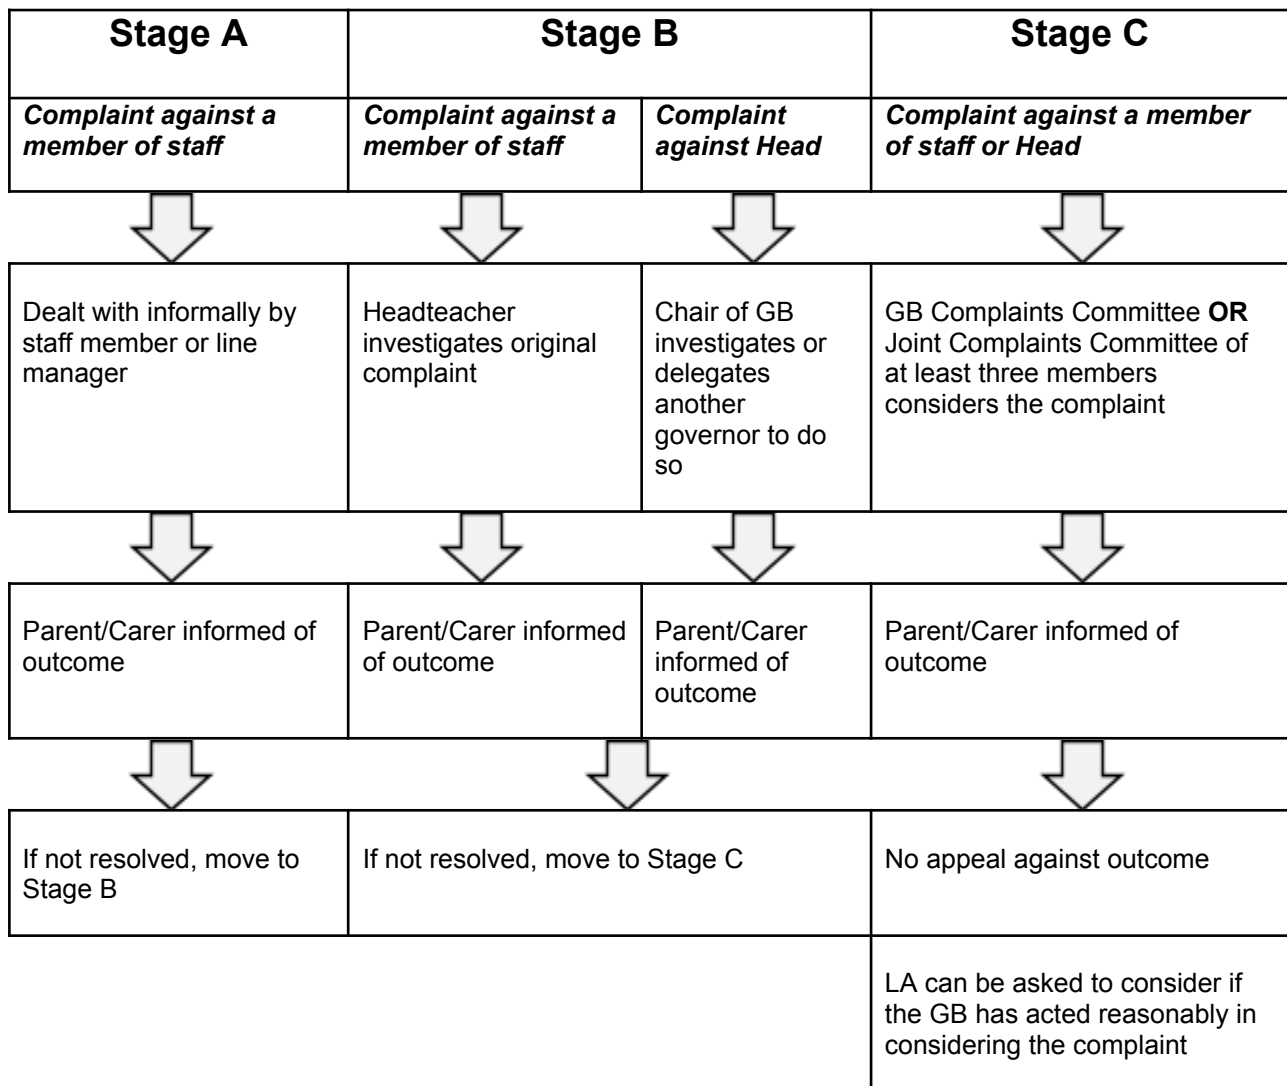 Stage A
Stage B
Stage C
Complaint against a
member of staff
Complaint against a
member of staff
Complaint
against Head
Complaint against a member
of staff or Head
Dealt with informally by
staff member or line
manager
Headteacher
investigates original
complaint
Chair of GB
investigates or
delegates
another
governor to do
so
GB Complaints Committee OR
Joint Complaints Committee of
at least three members
considers the complaint
Parent/Carer informed of
outcome
Parent/Carer informed
of outcome
Parent/Carer
informed of
outcome
Parent/Carer informed of
outcome
If not resolved, move to
Stage B
If not resolved, move to Stage C
No appeal against outcome
LA can be asked to consider if
the GB has acted reasonably in
considering the complaint